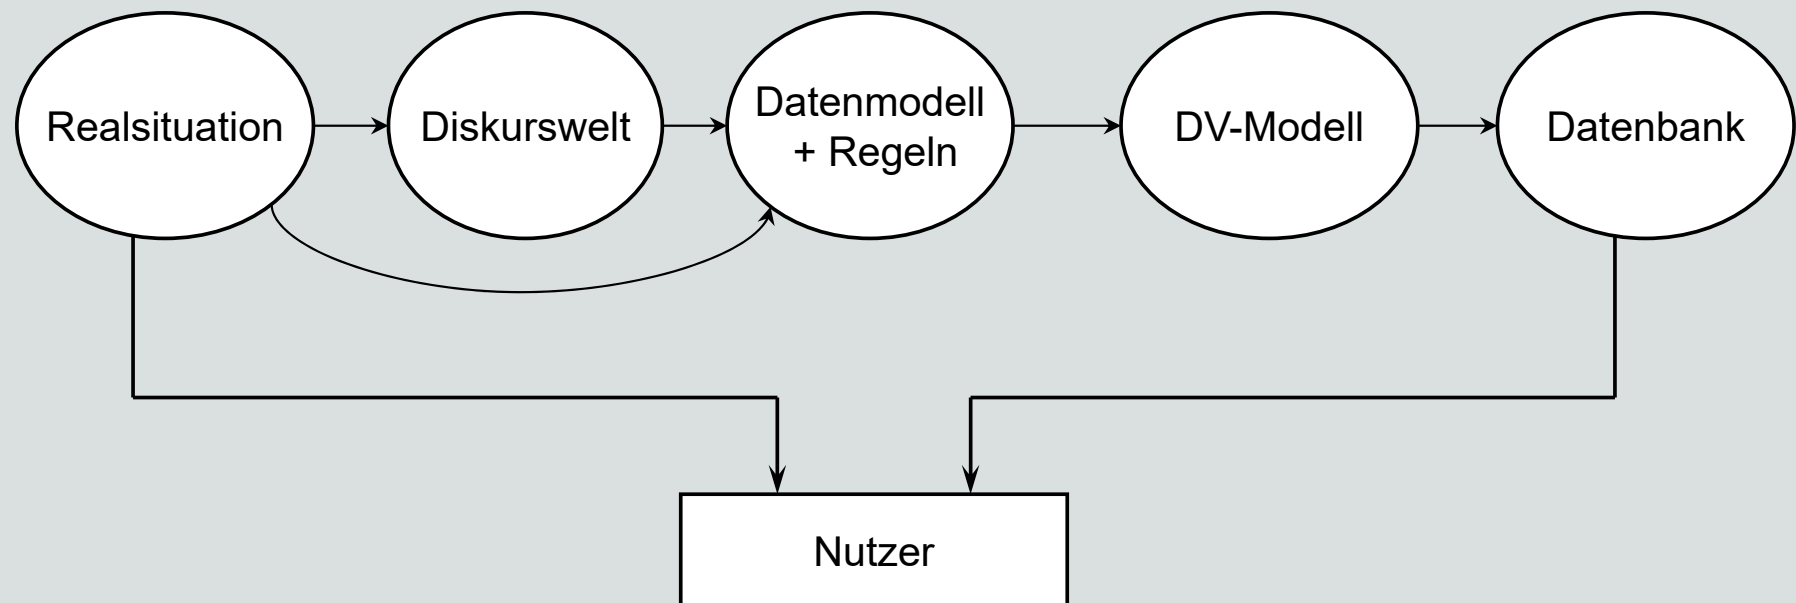 Realsituation
Diskurswelt
Datenmodell
+ Regeln
DV-Modell
Datenbank
Nutzer